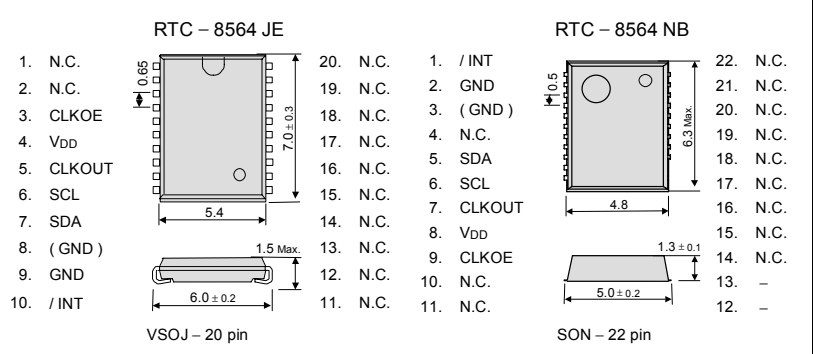 RTC – 8564 JE
1. N.C.
2. N.C.
3. CLKOE
4. VDD
5. CLKOUT
6. SCL
7. SDA
8. ( GND )
9. GND
10. / INT
0.65
7.0 ± 0.3
5.4
1.5 Max.
6.0 ± 0.2
20. N.C.
19. N.C.
18. N.C.
17. N.C.
16. N.C.
15. N.C.
14. N.C.
13. N.C.
12. N.C.
11. N.C.
VSOJ – 20 pin
RTC – 8564 NB
1. / INT
2. GND
3. ( GND )
4. N.C.
5. SDA
6. SCL
7. CLKOUT
8. VDD
9. CLKOE
10. N.C.
11. N.C.
0.5
6.3 Max.
4.8
1.3 ± 0.1
5.0 ± 0.2
22. N.C.
21. N.C.
20. N.C.
19. N.C.
18. N.C.
17. N.C.
16. N.C.
15. N.C.
14. N.C.
13. –
12. –
SON – 22 pin